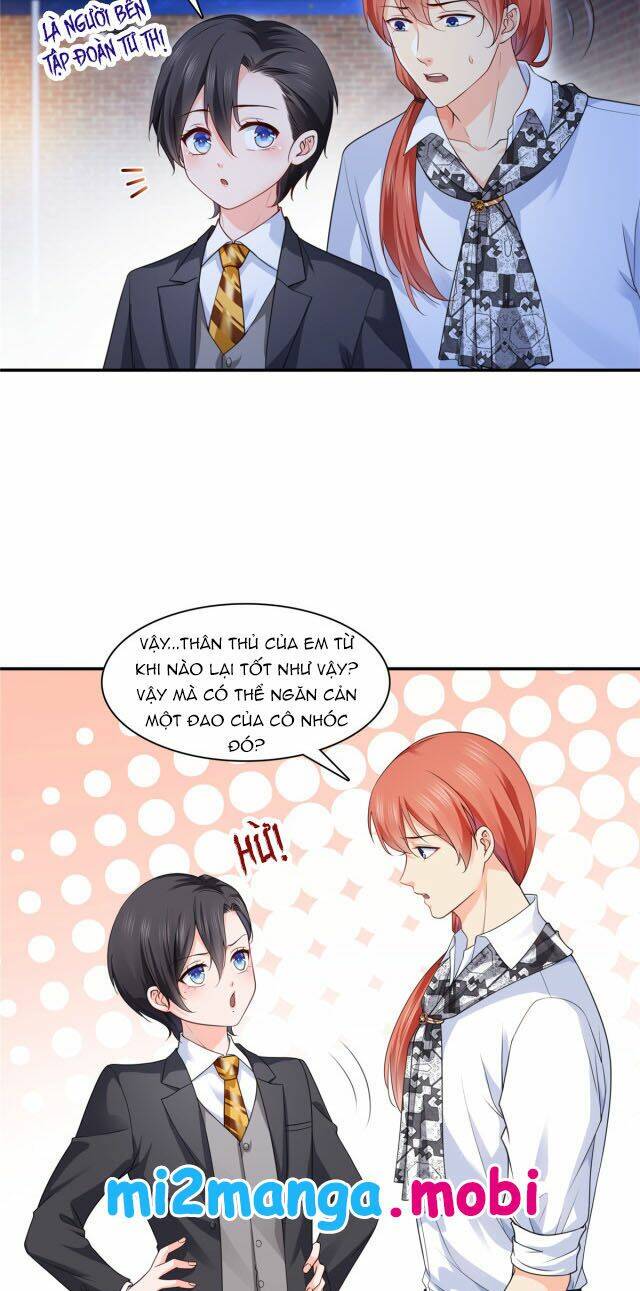 LÀ NGƯỜI BÊN
TẬP ĐOÀN TƯ THỊ
VẬY...THÂN THỦ CỦA EM TỪ
KHI NÀO LẠI TỐT NHƯ VẬY?
VẬY MÀ CÓ THỂ NGĂN CẢN
MỘT ĐAO CỦA CÔ NHÓC
ĐÓ?
HỪ!
mi2manga.mobi